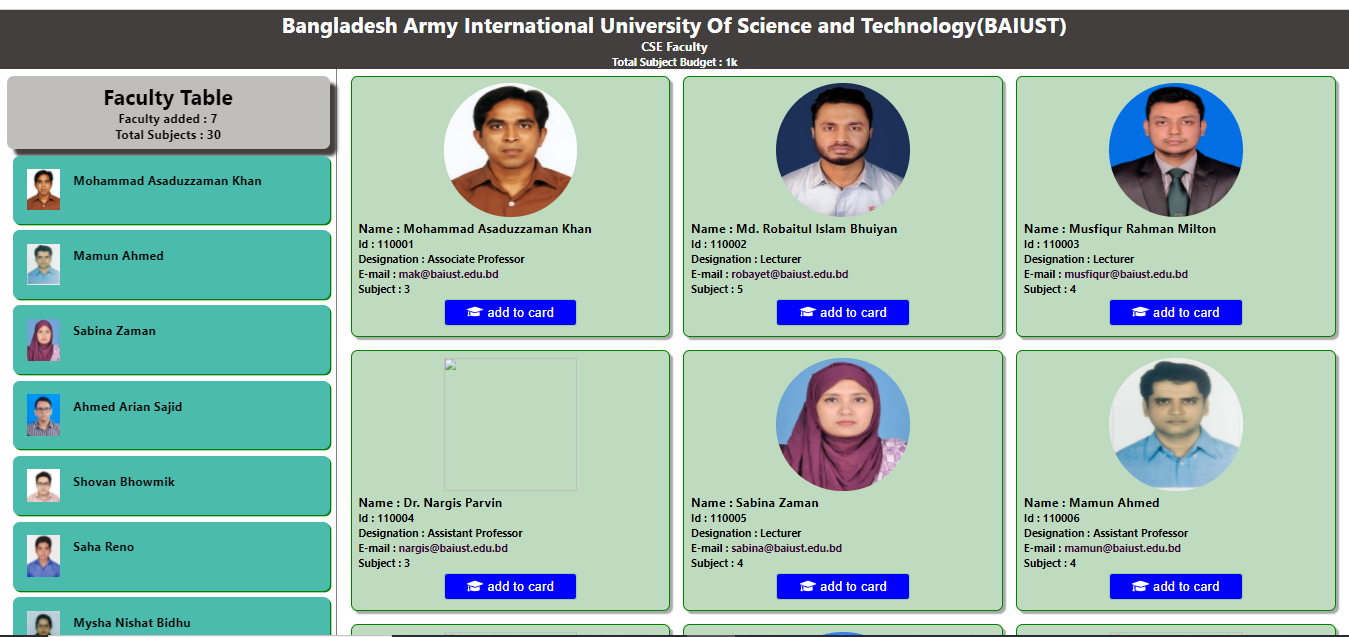 Bangladesh Army International University Of Science and Technology(BAIUST)
CSE Faculty
Total Subject Budget : 1k
Faculty Table
Faculty added : 7
Total Subjects : 30
Mohammad Asaduzzaman Khan
Mamun Ahmed
Sabina Zaman
Ahmed Arian Sajid
Shovan Bhowmik
Saha Reno
Mysha Nishat Bidhu
Name : Mohammad Asaduzzaman Khan
Id : 110001
Designation : Associate Professor
E-mail : mak@baiust.edu.bd
Subject : 3
add to card
Name : Md. Robaitul Islam Bhuiyan
Id : 110002
Designation : Lecturer
E-mail : robayet@baiust.edu.bd
Subject : 5
add to card
Name : Musfiqur Rahman Milton
Id : 110003
Designation : Lecturer
E-mail : musfiqur@baiust.edu.bd
Subject : 4
add to card
Name : Dr. Nargis Parvin
Id : 110004
Designation : Assistant Professor
E-mail : nargis@baiust.edu.bd
Subject : 3
add to card
Name : Sabina Zaman
Id : 110005
Designation : Lecturer
E-mail : sabina@baiust.edu.bd
Subject : 4
add to card
Name : Mamun Ahmed
Id : 110006
Designation : Assistant Professor
E-mail : mamun@baiust.edu.bd
Subject : 4
add to card